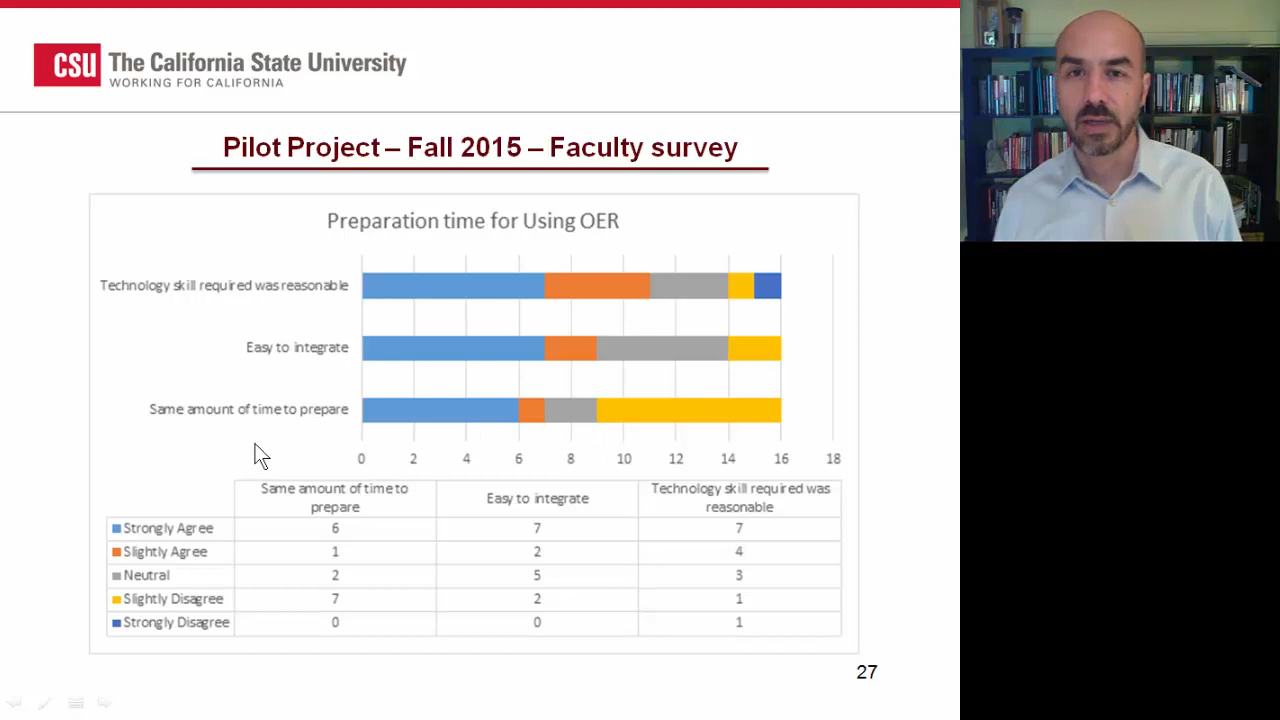 CSU The California State University
WORKING FOR CALIFORNIA
Pilot Project – Fall 2015 – Faculty survey
Preparation time for Using OER
Technology skill required was reasonable
Easy to integrate
Same amount of time to prepare
0 2 4 6 8 10 12 14 16 18
Same amount of time to prepare Easy to integrate Technology skill required was reasonable
Strongly Agree 6 7 7
Slightly Agree 1 2 4
Neutral 2 5 3
Slightly Disagree 7 2 1
Strongly Disagree 0 0 1
27